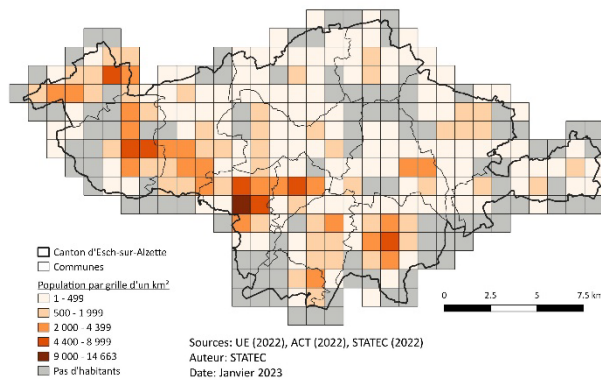 Canton d'Esch-sur-Alzette
Communes
Population par grille d'un km²
1 - 499
500 - 1 999
2 000 - 4 399
4 400 - 8 999
9 000 - 14 663
Pas d'habitants
0 2.5 5 7.5 km
Sources: UE (2022), ACT (2022), STATEC (2022)
Auteur: STATEC
Date: Janvier 2023